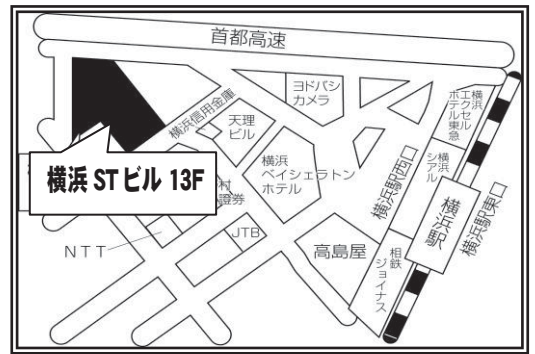 首都高速
ヨドバシ
カメラ
横浜
エクセル
ホテル東急
横浜信用金庫
天理
ビル
横浜
シアル
横浜STビル 13F
横浜
ベイシェラトン
ホテル
横浜駅西口
横浜駅
横浜駅東口
村
證券
NTT
JTB
高島屋
相鉄
ジョイナス